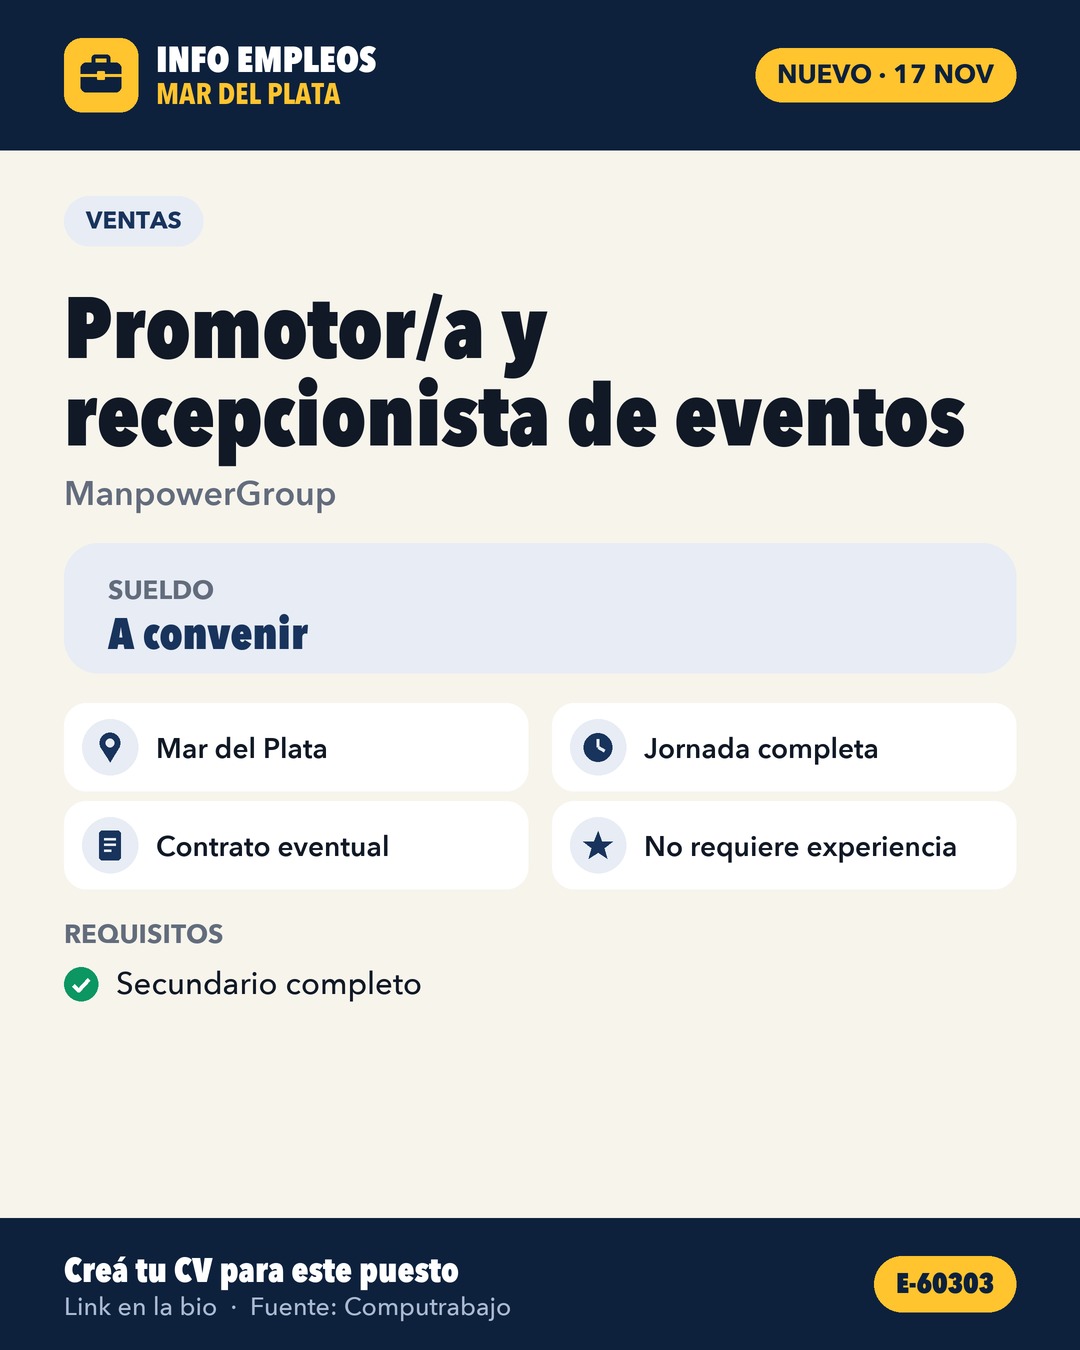 INFO EMPLEOS
MAR DEL PLATA
NUEVO · 17 NOV
VENTAS
Promotor/a y
recepcionista de eventos
ManpowerGroup
SUELDO
A convenir
Mar del Plata
Jornada completa
Contrato eventual
No requiere experiencia
REQUISITOS
Secundario completo
Creá tu CV para este puesto
Link en la bio · Fuente: Computrabajo
E-60303